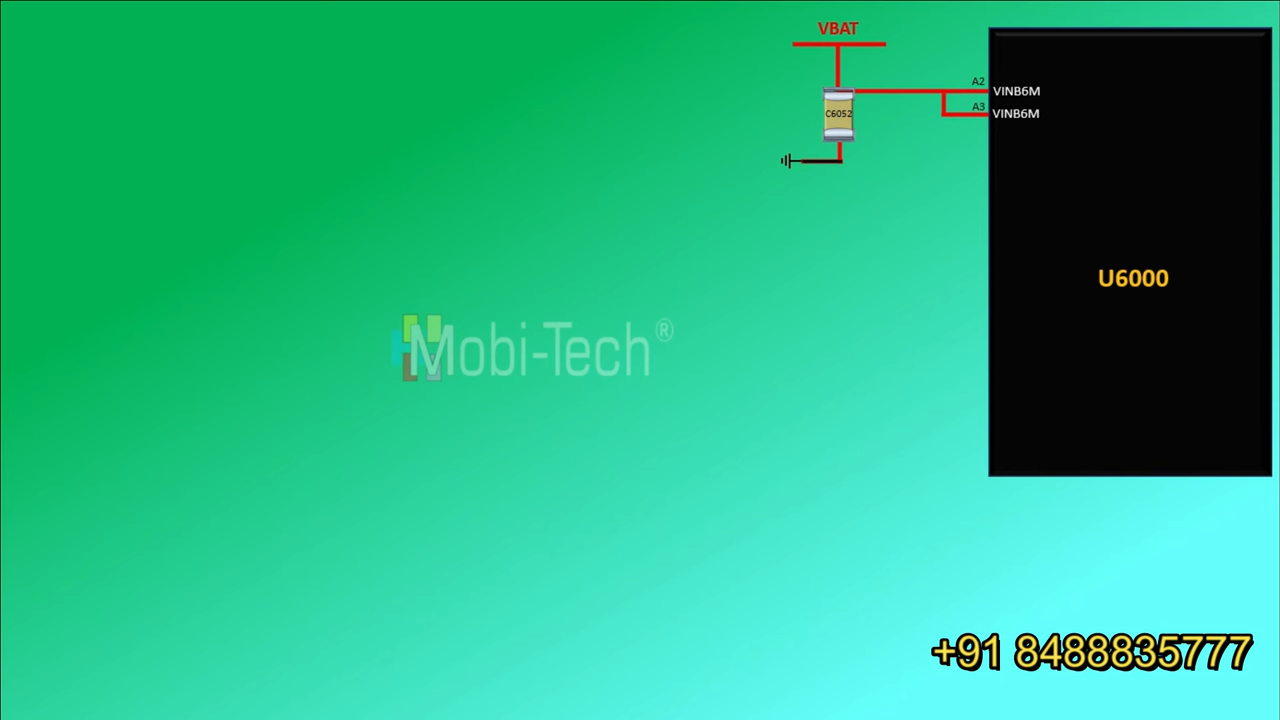 VBAT
A2
VINB6M
C6052
A3
VINB6M
U6000
Mobi-Tech®
+91 8488835777